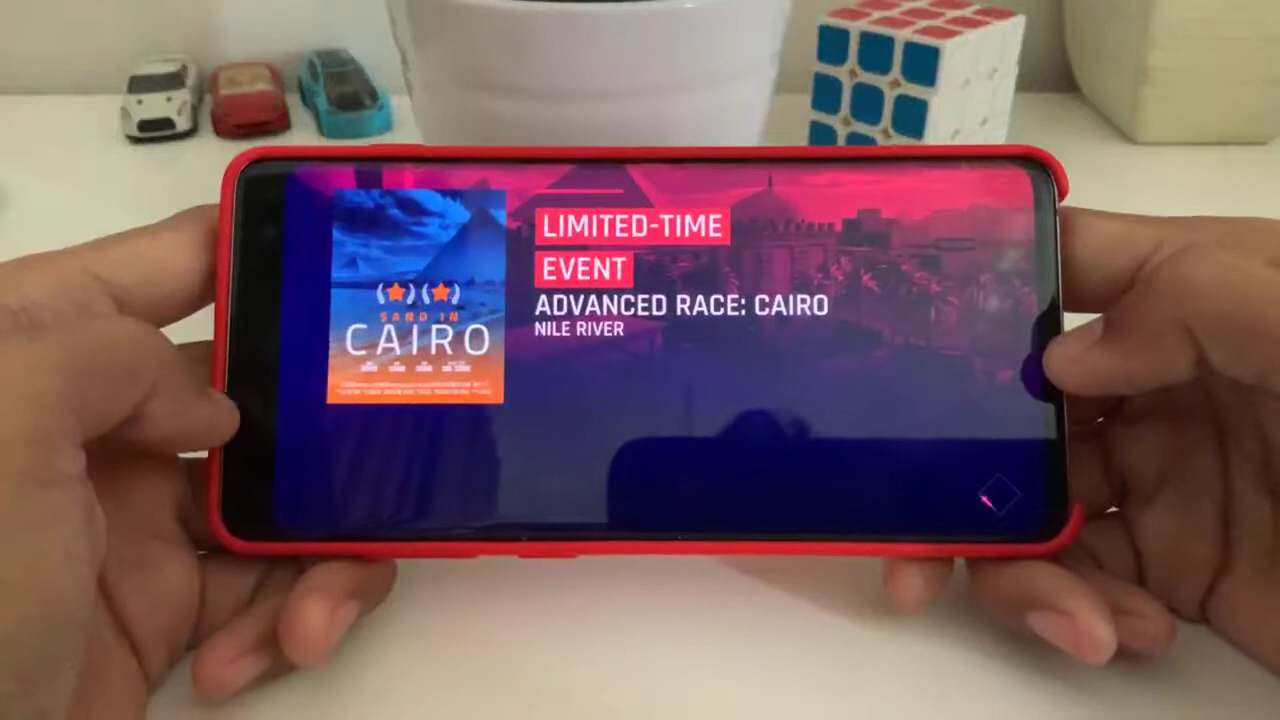 LIMITED-TIME
EVENT
ADVANCED RACE: CAIRO
NILE RIVER
SAND IN
CAIRO